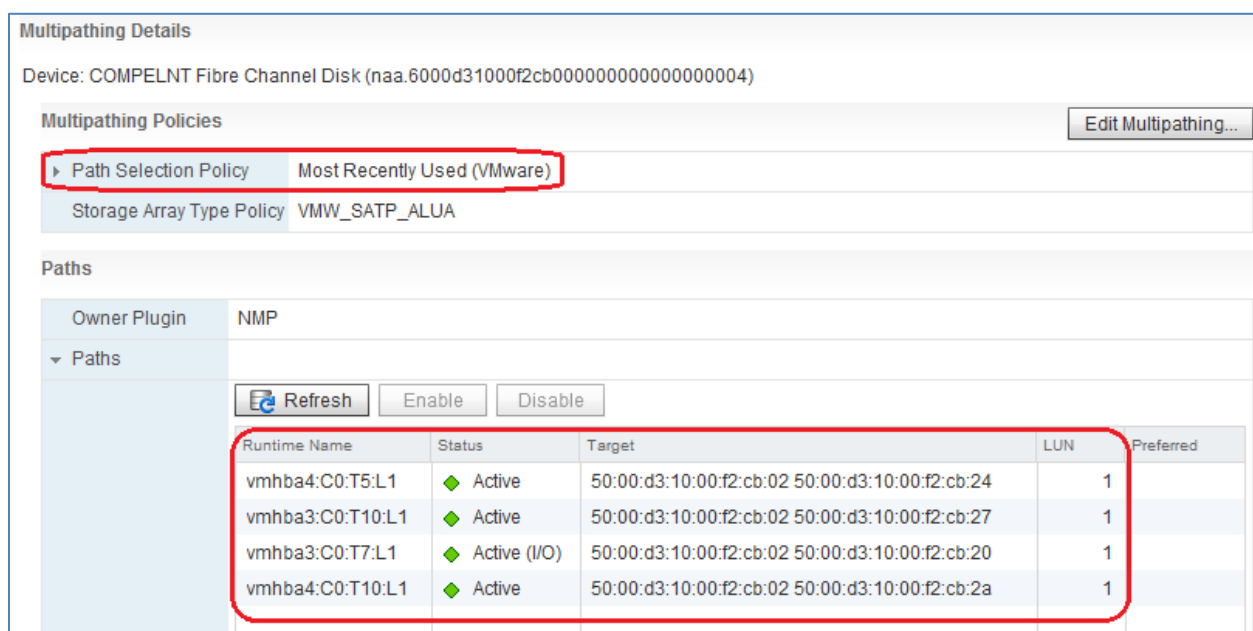 Multipathing Details
Device: COMPELNT Fibre Channel Disk (naa.6000d31000f2cb000000000000000004)
Multipathing Policies Edit Multipathing...
Path Selection Policy Most Recently Used (VMware)
Storage Array Type Policy VMW_SATP_ALUA
Paths
Owner Plugin NMP
Paths
Refresh Enable Disable
Runtime Name Status Target LUN Preferred
vmhba4:C0:T5:L1 Active 50:00:d3:10:00:f2:cb:02 50:00:d3:10:00:f2:cb:24 1
vmhba3:C0:T10:L1 Active 50:00:d3:10:00:f2:cb:02 50:00:d3:10:00:f2:cb:27 1
vmhba3:C0:T7:L1 Active (I/O) 50:00:d3:10:00:f2:cb:02 50:00:d3:10:00:f2:cb:20 1
vmhba4:C0:T10:L1 Active 50:00:d3:10:00:f2:cb:02 50:00:d3:10:00:f2:cb:2a 1